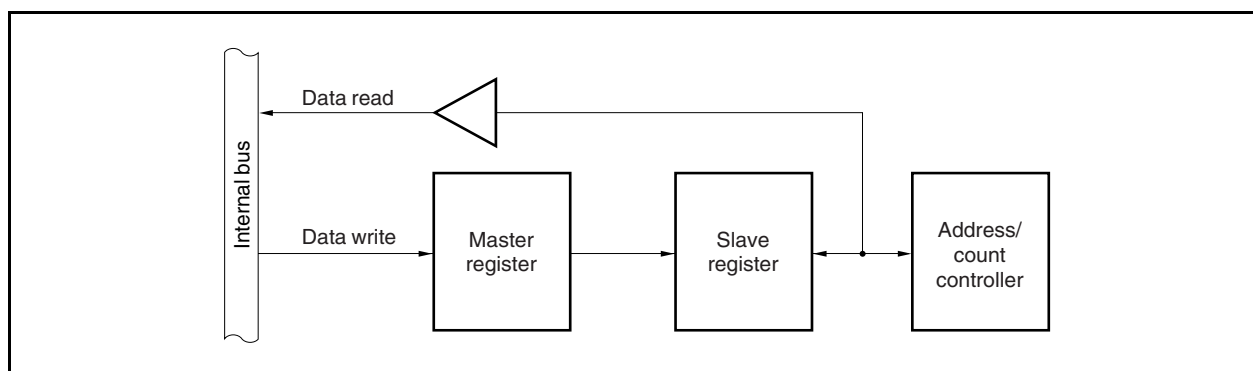 Data read
Internal bus
Data write
Master
register
Slave
register
Address/
count
controller